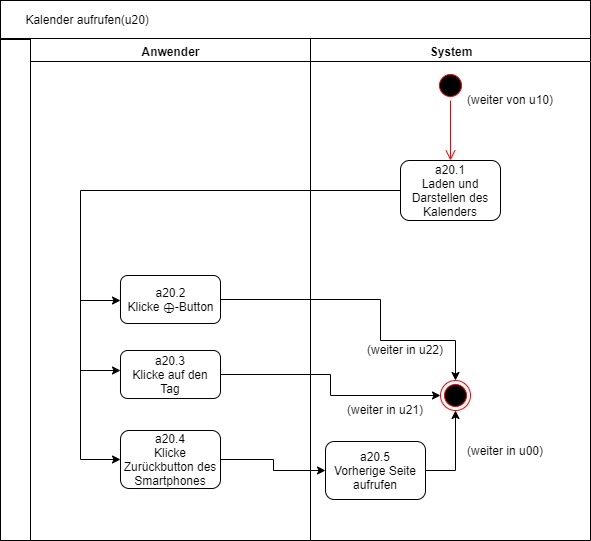 Kalender aufrufen(u20)
Anwender
System
(weiter von u10)
a20.1
Laden und
Darstellen des
Kalenders
a20.2
Klicke ⨁-Button
(weiter in u22)
a20.3
Klicke auf den
Tag
(weiter in u21)
a20.4
Klicke
Zurückbutton des
Smartphones
a20.5
Vorherige Seite
aufrufen
(weiter in u00)